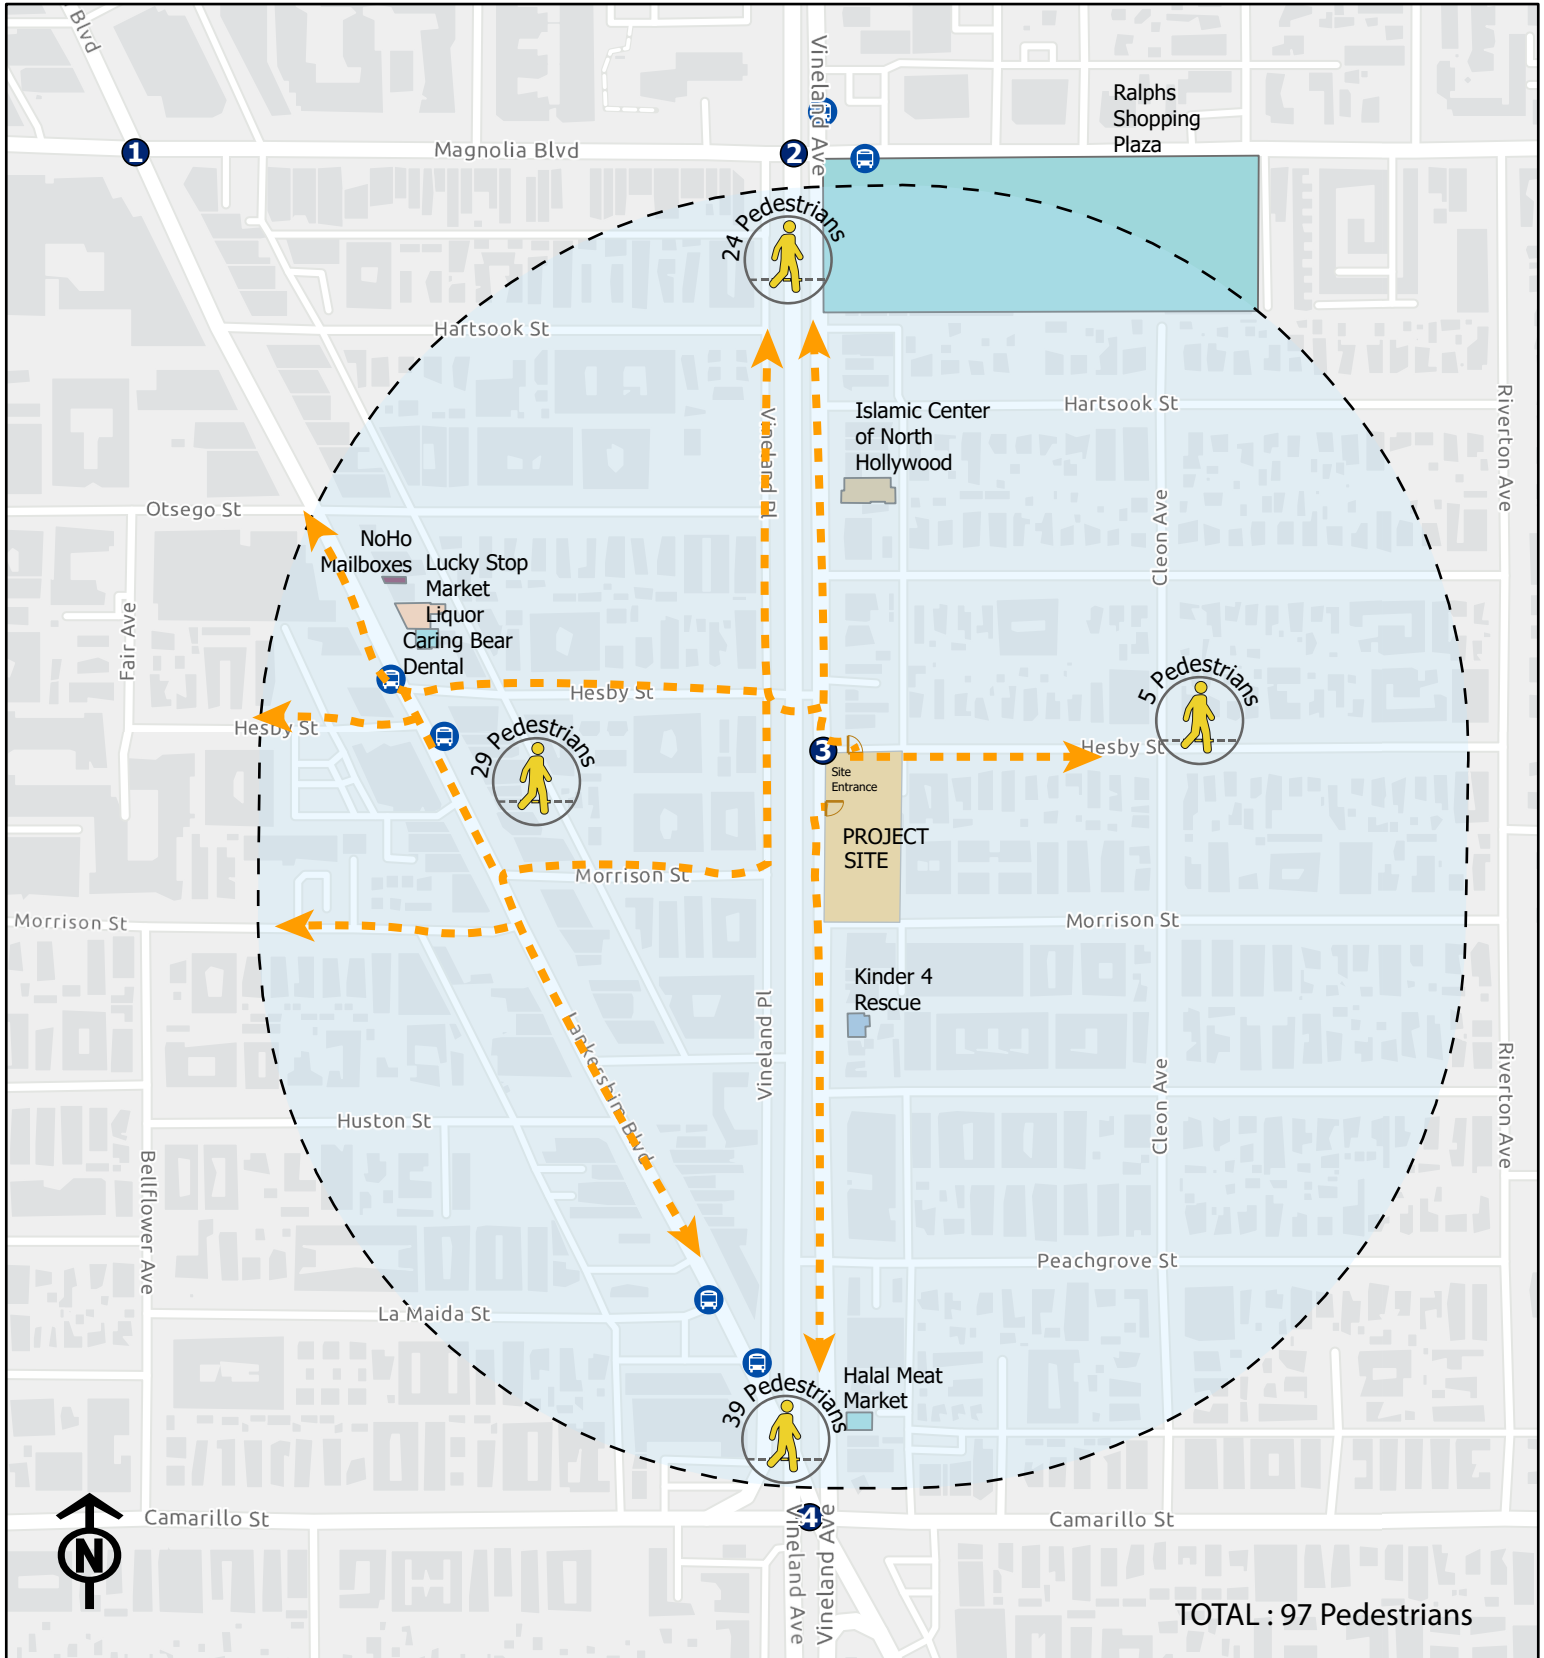 Blvd
Vineland Ave
Ralphs
Shopping
Plaza
1
Magnolia Blvd
2
24 Pedestrians
Hartsook St
Hartsook St
Riverton Ave
Islamic Center
of North
Hollywood
Vineland Pl
Otsego St
Cleon Ave
NoHo
Mailboxes
Lucky Stop
Market
Liquor
Caring Bear
Dental
Fair Ave
Hesby St
Hesby St
5 Pedestrians
29 Pedestrians
3
Hesby St
Site
Entrance
PROJECT
SITE
Morrison St
Morrison St
Morrison St
Kinder 4
Rescue
Vineland Pl
Lankershim Blvd
Cleon Ave
Riverton Ave
Huston St
Bellflower Ave
Peachgrove St
La Maida St
Halal Meat
Market
39 Pedestrians
Camarillo St
4
Camarillo St
Vineland Ave
Vineland Ave
N
TOTAL : 97 Pedestrians